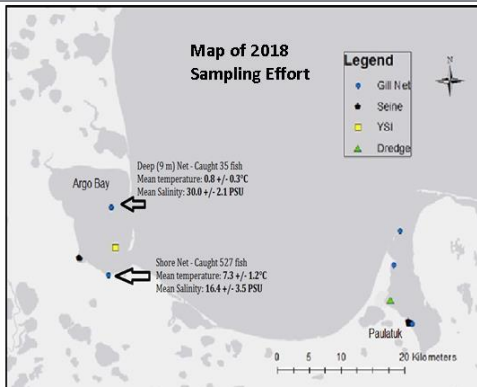 Map of 2018
Sampling Effort
Legend
N
Gill Net
Seine
YSI
Dredge
Deep (9 m) Net - Caught 35 fish
Mean temperature: 0.8 +/- 0.3°C
Mean Salinity: 30.0 +/- 2.1 PSU
Argo Bay
Shore Net - Caught 527 fish
Mean temperature: 7.3 +/- 1.2°C
Mean Salinity: 16.4 +/- 3.5 PSU
Paulatuk
0 5 10 20 Kilometers